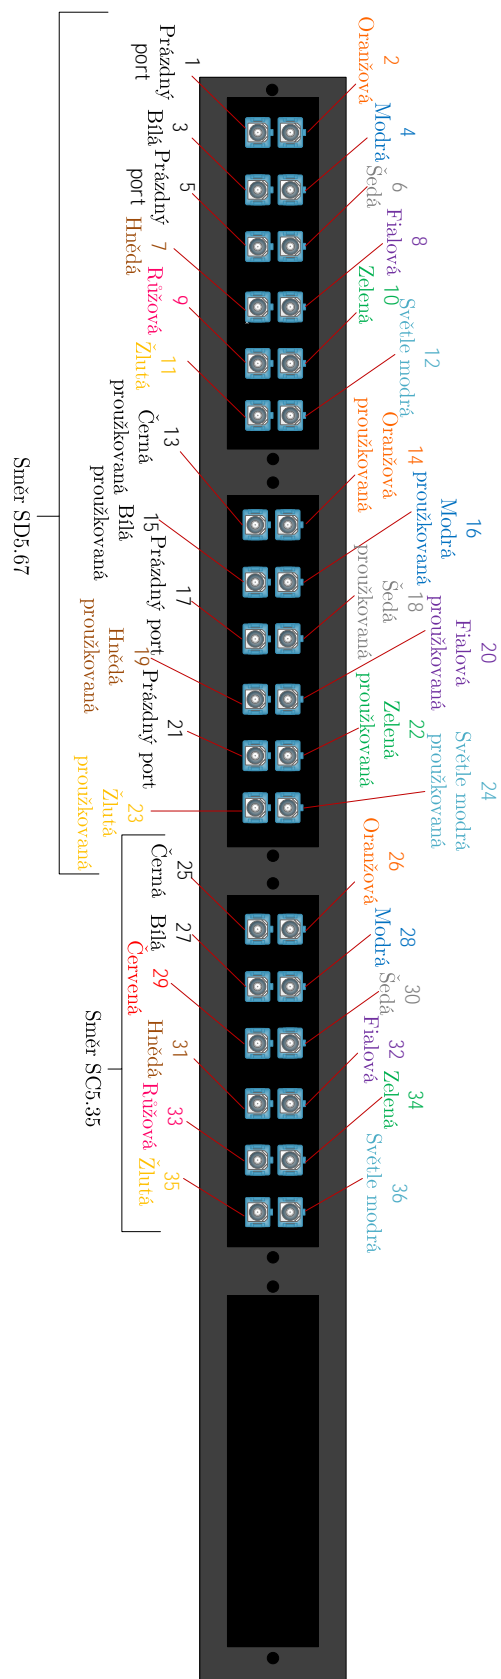 2
Oranžová
4
Modrá
6
Šedá
8
Fialová
10
Zelená
12
Světle modrá
14
Oranžová
proužkovaná
16
Modrá
proužkovaná
18
Šedá
proužkovaná
20
Fialová
proužkovaná
22
Zelená
proužkovaná
24
Světle modrá
proužkovaná
26
Oranžová
28
Modrá
30
Šedá
32
Fialová
34
Zelená
36
Světle modrá
1
Prázdný
port
3
Bílá
5
Prázdný
port
7
Hnědá
9
Růžová
11
Žlutá
13
Černá
proužkovaná
15
Bílá
proužkovaná
17
Prázdný port
19
Hnědá
proužkovaná
21
Prázdný port
23
Žlutá
proužkovaná
25
Černá
27
Bílá
29
Červená
31
Hnědá
33
Růžová
35
Žlutá
Směr SD5.67
Směr SC5.35